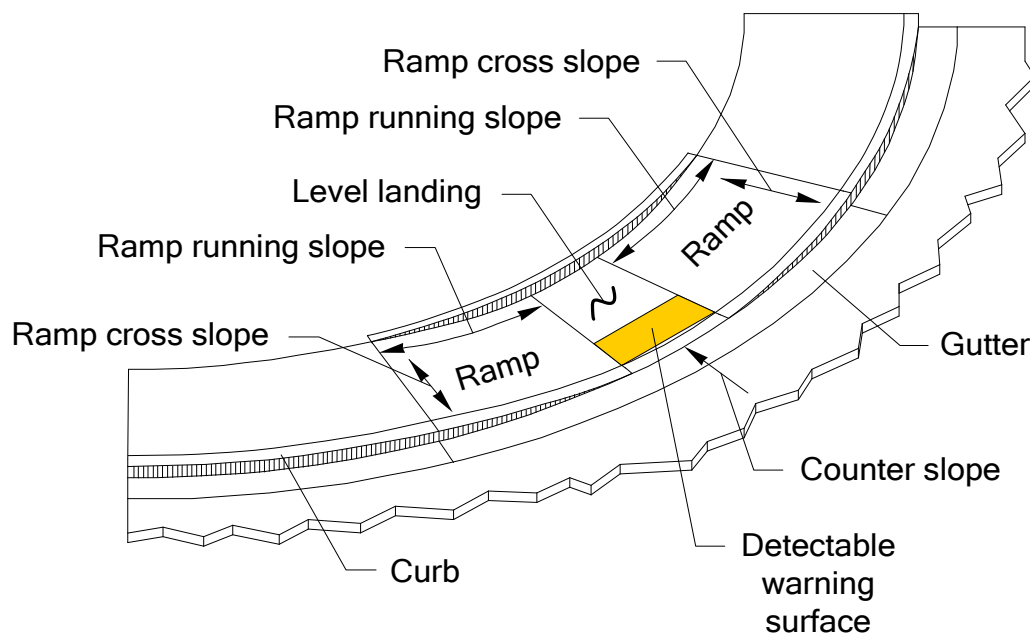 Ramp cross slope
Ramp running slope
Level landing
Ramp
Ramp running slope
Ramp cross slope
Ramp
Gutter
Counter slope
Detectable
warning
surface
Curb